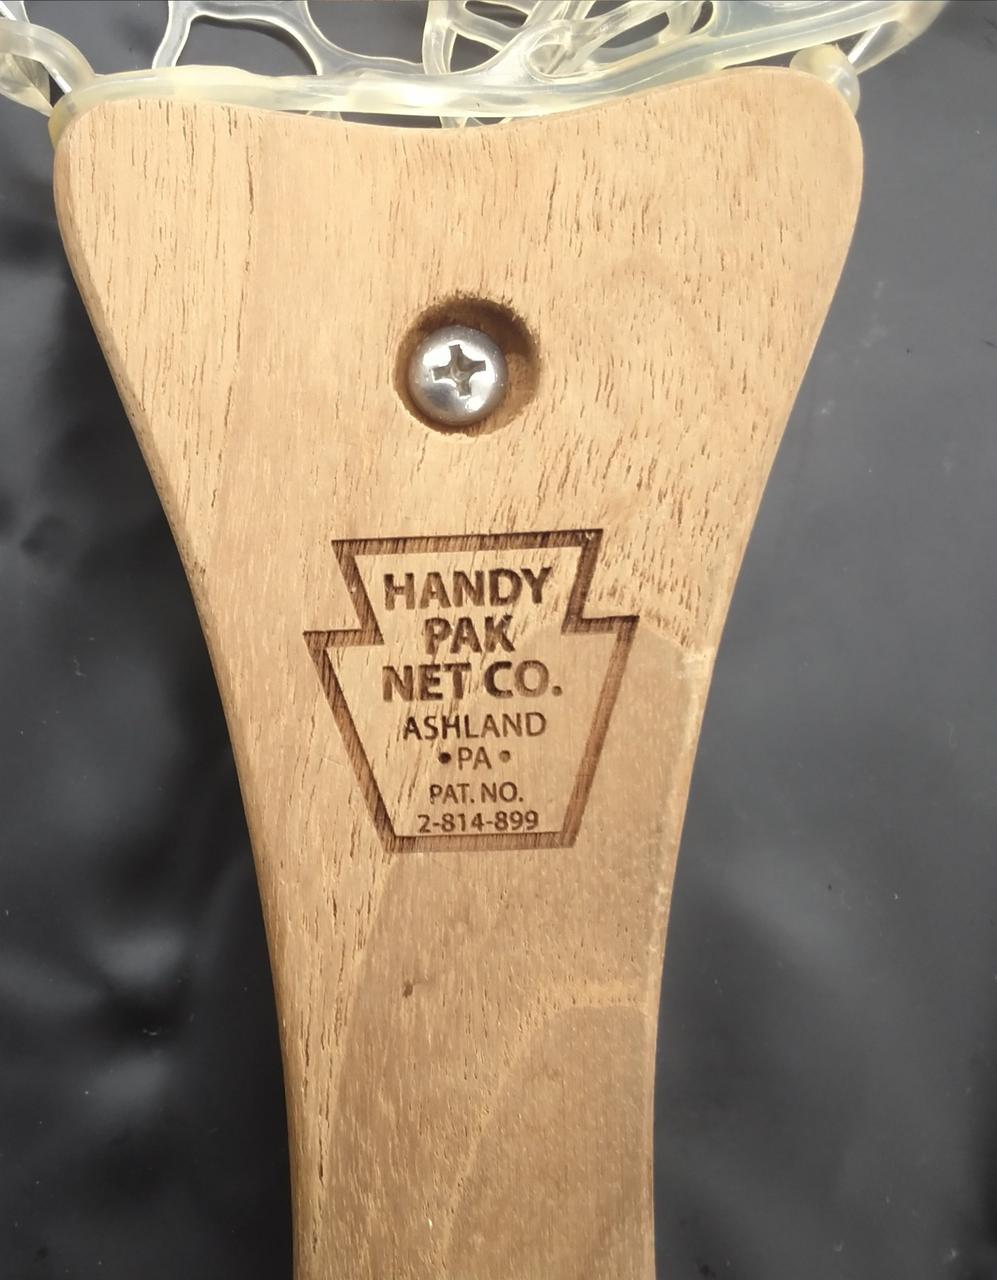 HANDY
PAK
NET CO.
ASHLAND
• PA •
PAT. NO.
2-814-899